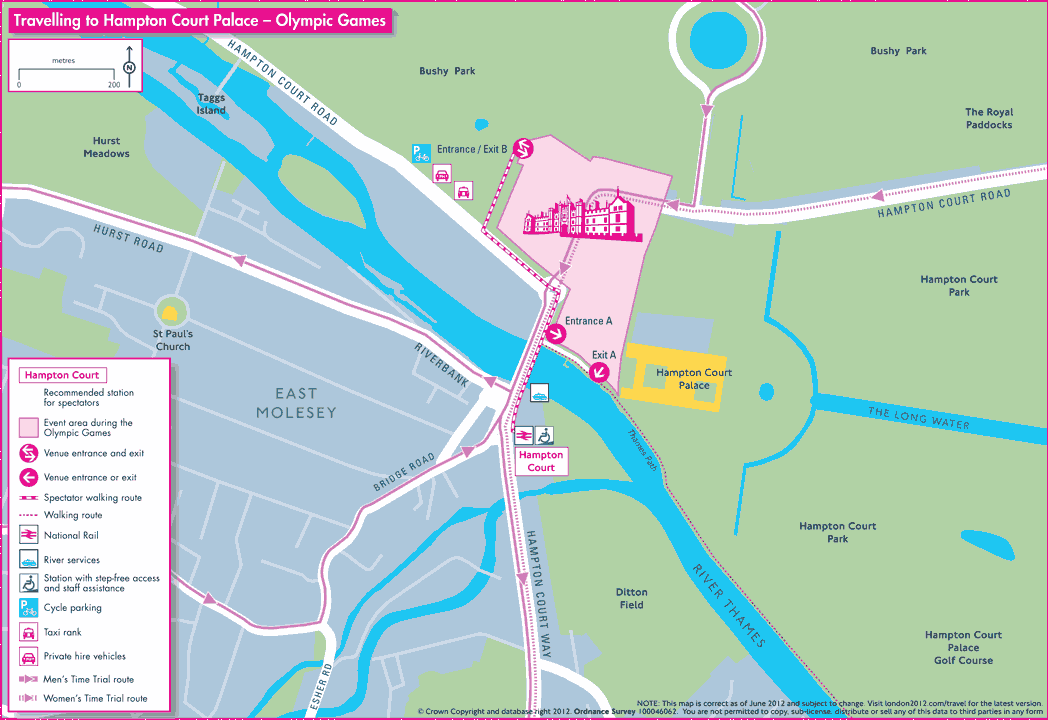 Travelling to Hampton Court Palace – Olympic Games
metres
0 200
N
HAMPTON COURT ROAD
Bushy Park
Bushy Park
Taggs
Island
The Royal
Paddocks
Hurst
Meadows
P
Entrance / Exit B
HAMPTON COURT ROAD
HURST ROAD
Hampton Court
Park
St Paul's
Church
Entrance A
RIVERBANK
Exit A
Hampton Court
Palace
EAST
MOLESEY
THE LONG WATER
Thames Path
Hampton
Court
BRIDGE ROAD
Hampton Court
Park
HAMPTON COURT WAY
Ditton
Field
RIVER THAMES
Hampton Court
Palace
Golf Course
ESHER RD
Hampton Court
Recommended station
for spectators
Event area during the
Olympic Games
Venue entrance and exit
Venue entrance or exit
Spectator walking route
Walking route
National Rail
River services
Station with step-free access
and staff assistance
P
Cycle parking
Taxi rank
Private hire vehicles
Men's Time Trial route
Women's Time Trial route
NOTE: This map is correct as of June 2012 and subject to change. Visit london2012.com/travel for the latest version.
© Crown Copyright and database right 2012. Ordnance Survey 100046062. You are not permitted to copy, sub-license, distribute or sell any of this data to third parties in any form